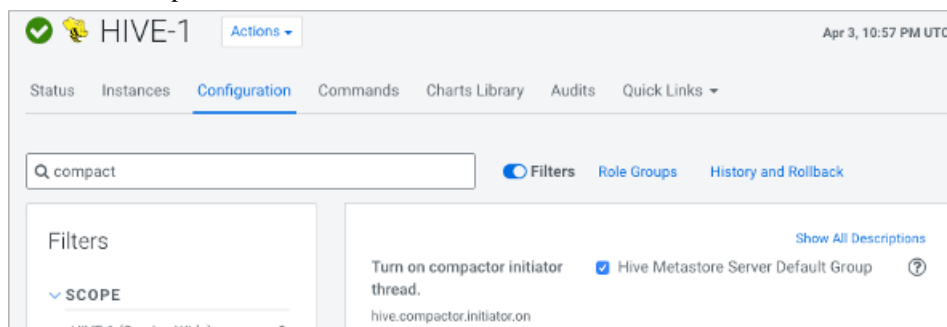 HIVE-1 Actions
Apr 3, 10:57 PM UTC
Status Instances Configuration Commands Charts Library Audits Quick Links
compact
Filters Role Groups History and Rollback
Filters
SCOPE
Show All Descriptions
Turn on compactor initiator
thread.
hive.compactor.initiator.on
Hive Metastore Server Default Group